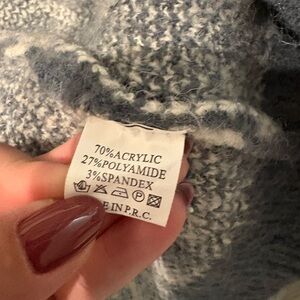 70%ACRYLIC
27%POLYAMIDE
3%SPANDEX
IN P.R.C.